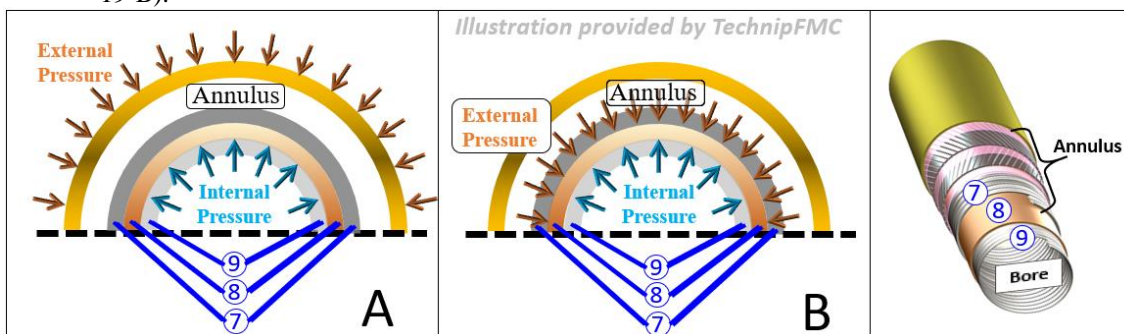 19-B).
External
Pressure
Annulus
Internal
Pressure
9
8
7
A
Illustration provided by TechnipFMC
Annulus
External
Pressure
Internal
Pressure
9
8
7
B
Annulus
7
8
9
Bore